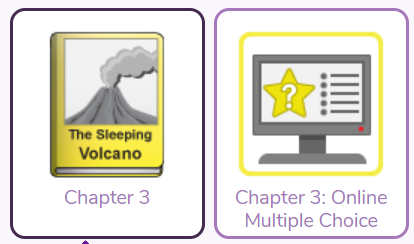 The Sleeping
Volcano
Chapter 3
?
Chapter 3: Online
Multiple Choice